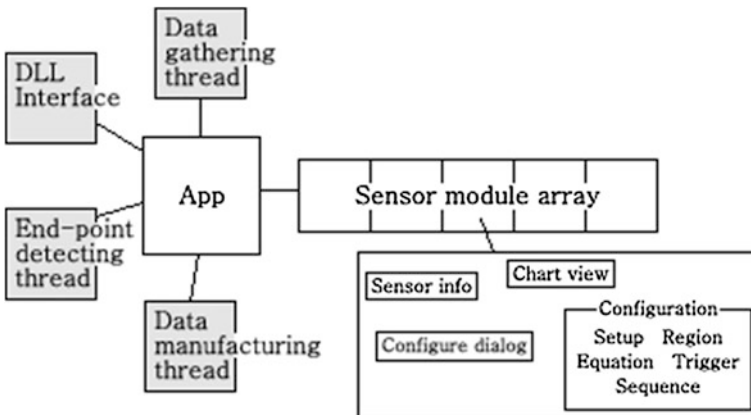 Data
gathering
thread
DLL
Interface
App
Sensor module array
End-point
detecting
thread
Data
manufacturing
thread
Sensor info
Chart view
Configure dialog
Configuration
Setup Region
Equation Trigger
Sequence